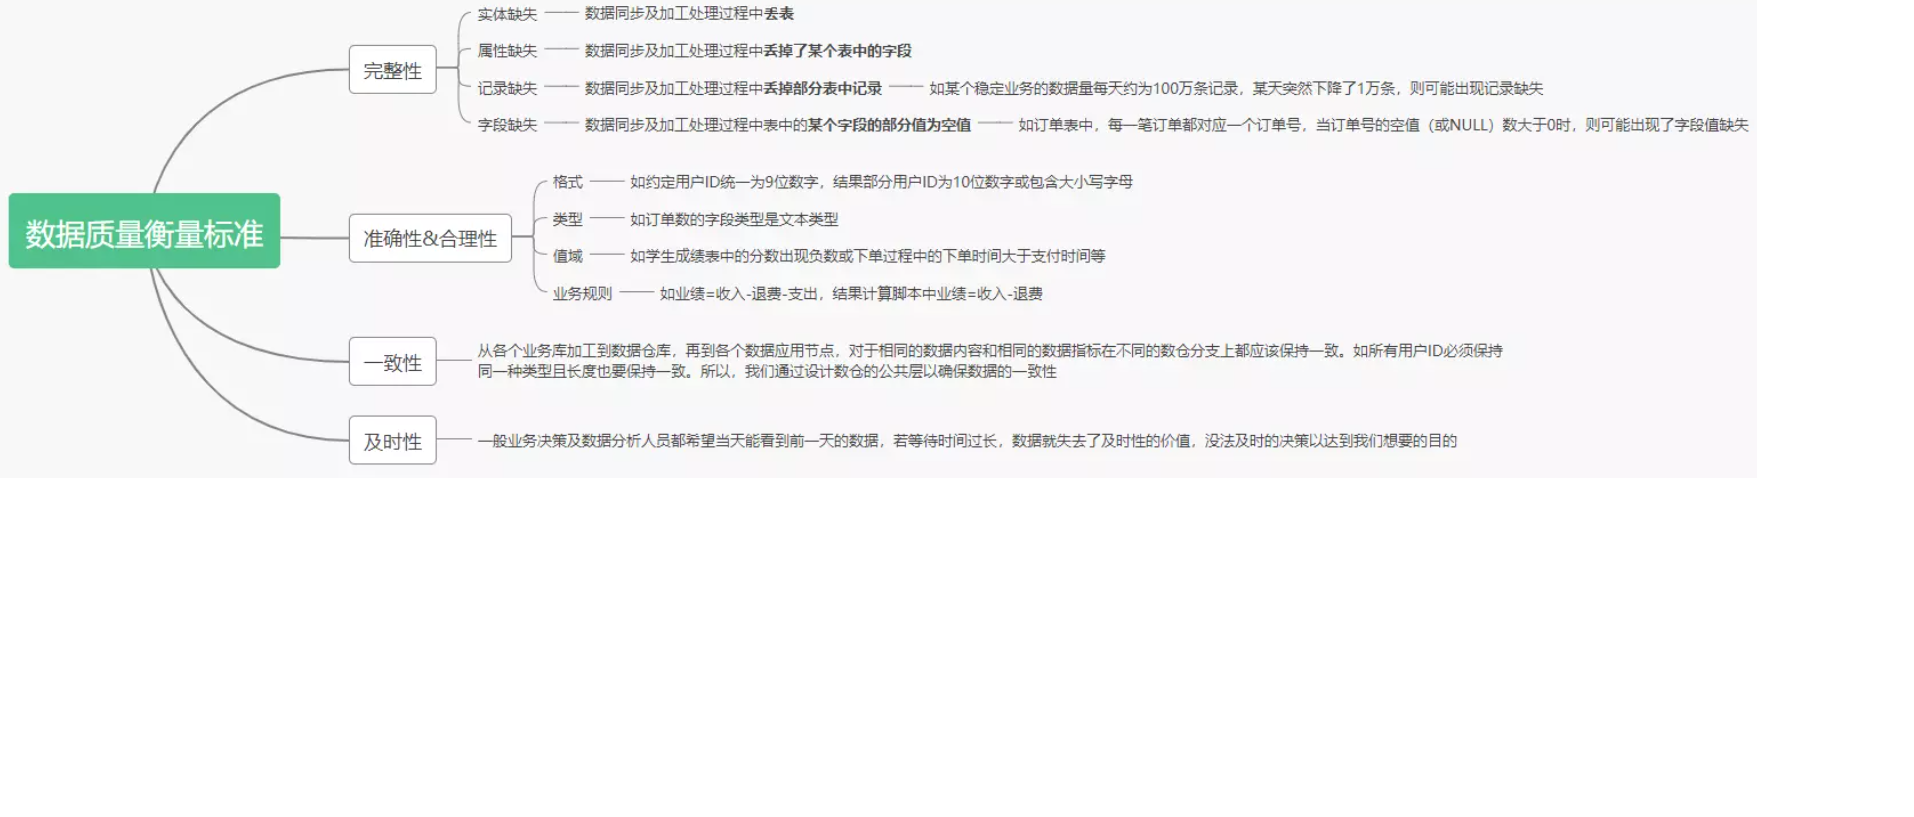 数据质量衡量标准
完整性
实体缺失
数据同步及加工处理过程中丢表
属性缺失
数据同步及加工处理过程中丢掉了某个表中的字段
记录缺失
数据同步及加工处理过程中丢掉部分表中记录
如某个稳定业务的数据量每天约为100万条记录，某天突然下降了1万条，则可能出现记录缺失
字段缺失
数据同步及加工处理过程中表中的某个字段的部分值为空值
如订单表中，每一笔订单都对应一个订单号，当订单号的空值（或NULL）数大于0时，则可能出现了字段值缺失
准确性&合理性
格式
如约定用户ID统一为9位数字，结果部分用户ID为10位数字或包含大小写字母
类型
如订单数的字段类型是文本类型
值域
如学生成绩表中的分数出现负数或下单过程中的下单时间大于支付时间等
业务规则
如业绩=收入-退费-支出，结果计算脚本中业绩=收入-退费
一致性
从各个业务库加工到数据仓库，再到各个数据应用节点，对于相同的数据内容和相同的数据指标在不同的数仓分支上都应该保持一致。如所有用户ID必须保持
同一种类型且长度也要保持一致。所以，我们通过设计数仓的公共层以确保数据的一致性
及时性
一般业务决策及数据分析人员都希望当天能看到前一天的数据，若等待时间过长，数据就失去了及时性的价值，没法及时的决策以达到我们想要的目的